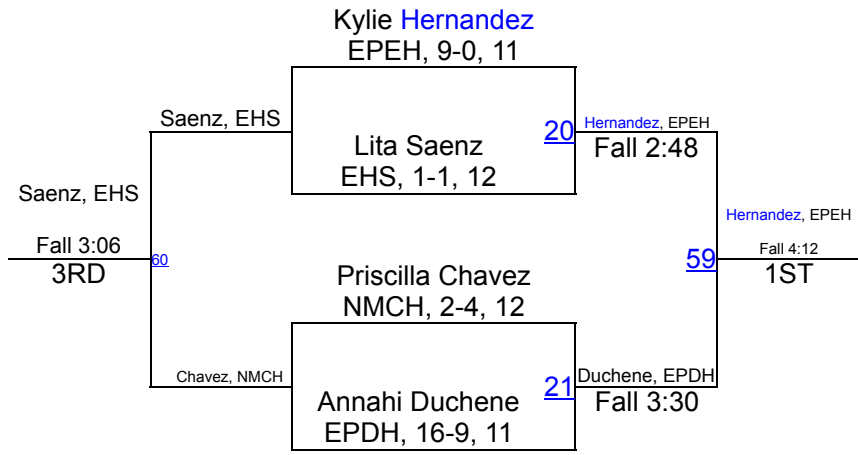 Kylie Hernandez
EPEH, 9-0, 11
Saenz, EHS
20
Hernandez, EPEH
Fall 2:48
Lita Saenz
EHS, 1-1, 12
Saenz, EHS
Hernandez, EPEH
Fall 3:06
60
59
Fall 4:12
3RD
1ST
Priscilla Chavez
NMCH, 2-4, 12
Chavez, NMCH
21
Duchene, EPDH
Fall 3:30
Annahi Duchene
EPDH, 16-9, 11